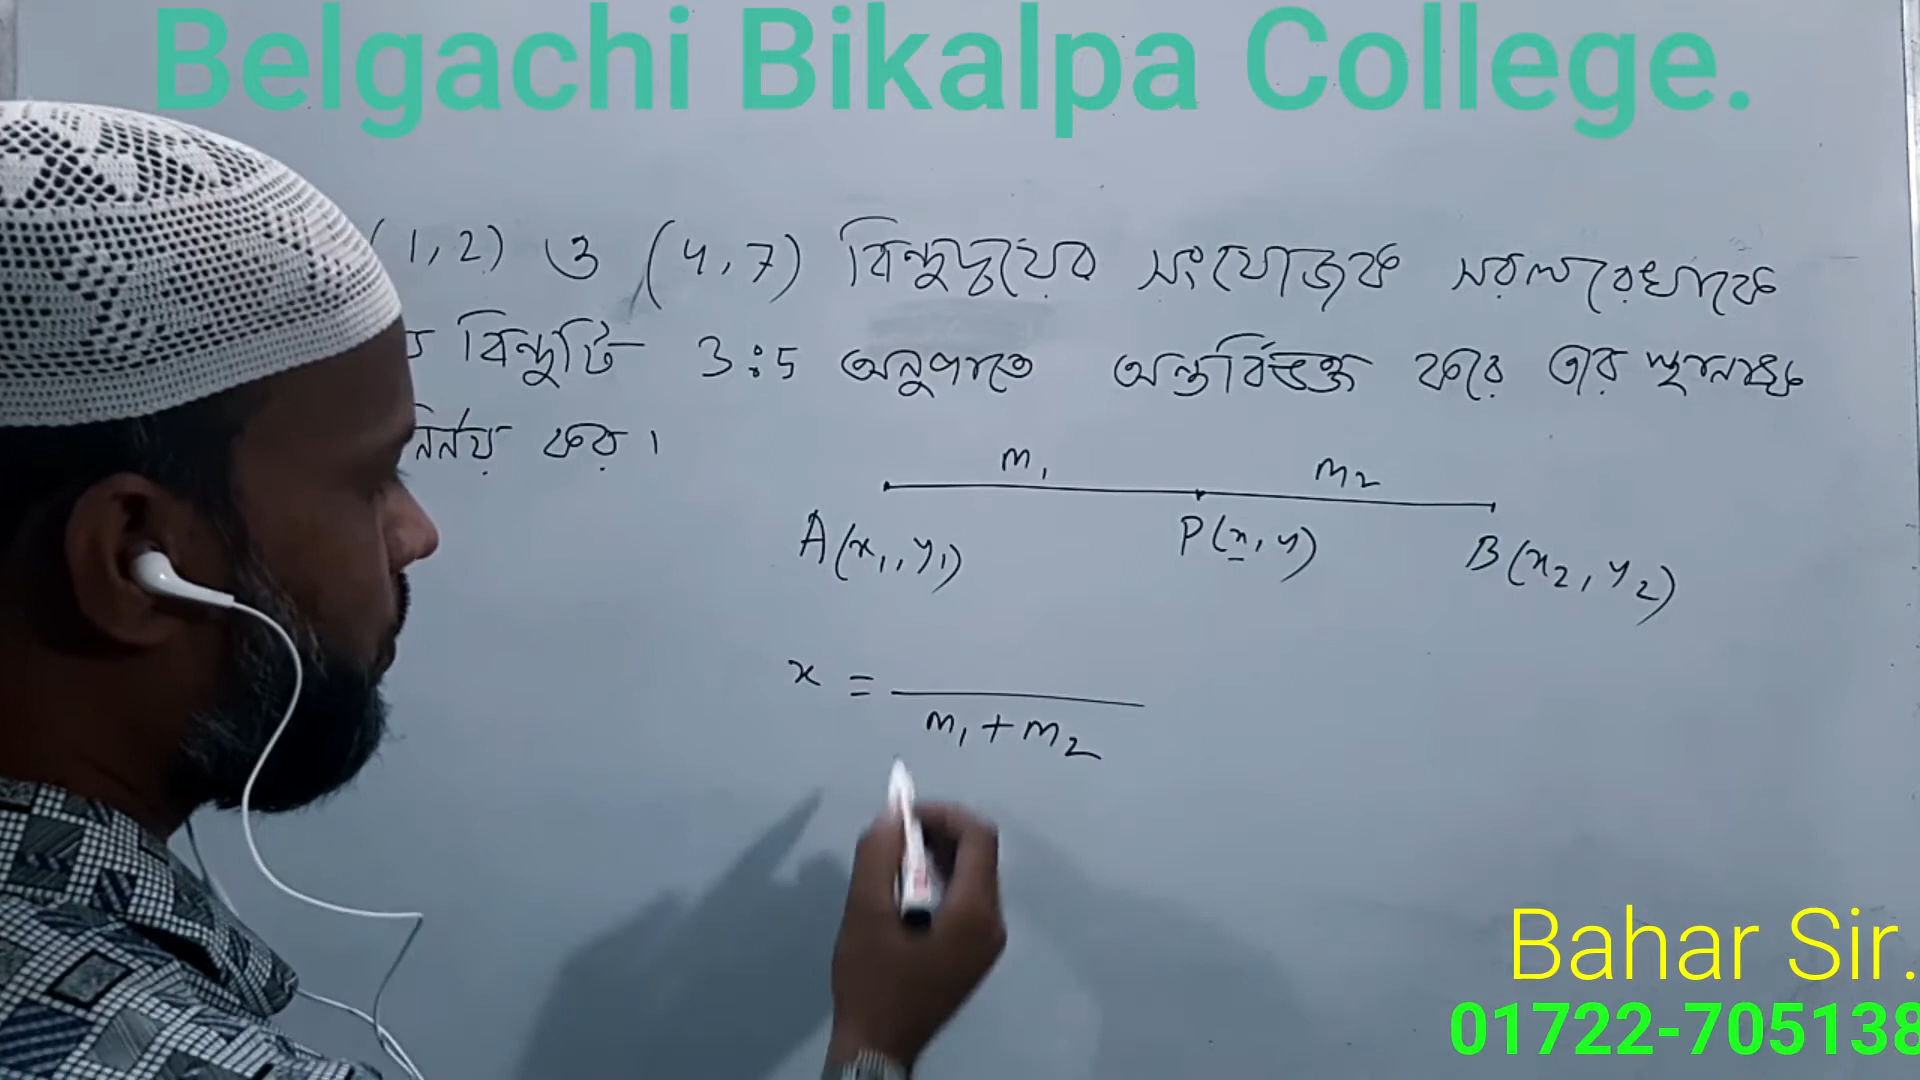 Belgachi Bikalpa College.
(1,2) ও (4,7) বিন্দুদ্বয়ের সংযোজক সরলরেখাকে
বিন্দুটি 3:5 অনুপাতে অন্তর্বিভক্ত করে তার স্থানাঙ্ক
নির্নয় কর।
m₁ m₂
A(x₁,y₁) P(x,y) B(x₂,y₂)
x =
m₁+m₂
Bahar Sir.
01722-705138